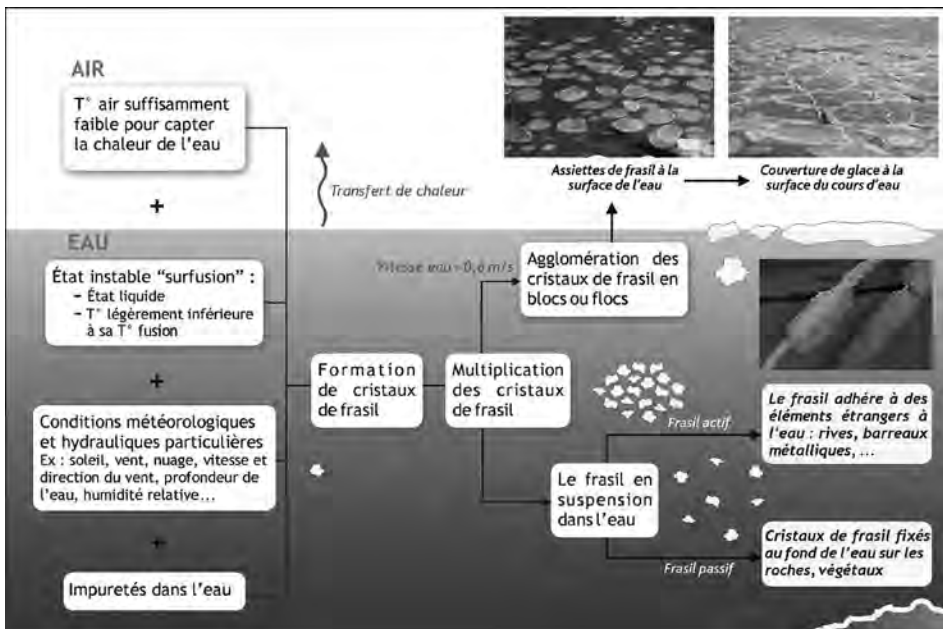 AIR
T° air suffisamment
faible pour capter
la chaleur de l'eau
+
EAU
État instable "surfusion" :
- État liquide
- T° légèrement inférieure
à sa T° fusion
+
Conditions météorologiques
et hydrauliques particulières
Ex : soleil, vent, nuage, vitesse et
direction du vent, profondeur de
l'eau, humidité relative...
+
Impuretés dans l'eau
Transfert de chaleur
Formation
de cristaux
de frasil
Multiplication
des cristaux
de frasil
Vitesse eau 0,6 m/s
Agglomération des
cristaux de frasil en
blocs ou flocs
Assiettes de frasil à la
surface de l'eau
Couverture de glace à la
surface du cours d'eau
Le frasil en
suspension
dans l'eau
Frasil actif
Le frasil adhére à des
éléments étrangers à
l'eau : rives, barreaux
métalliques, ...
Frasil passif
Cristaux de frasil fixés
au fond de l'eau sur les
roches, végétaux